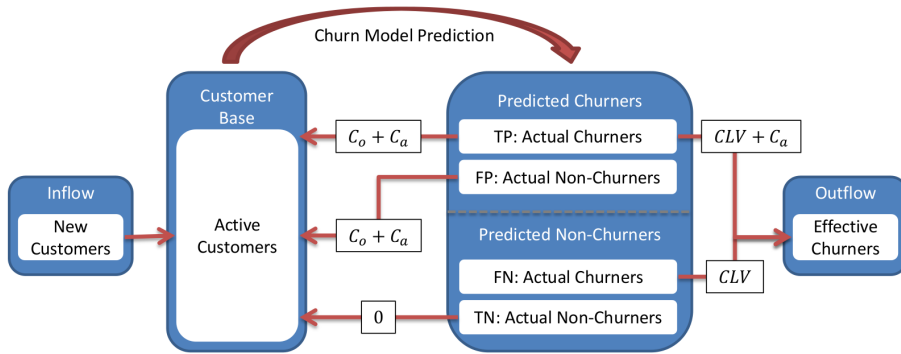 Churn Model Prediction
Customer
Base
Predicted Churners
C_o + C_a
TP: Actual Churners
CLV + C_a
FP: Actual Non-Churners
Inflow
New
Customers
Active
Customers
C_o + C_a
Predicted Non-Churners
Outflow
Effective
Churners
FN: Actual Churners
CLV
0
TN: Actual Non-Churners